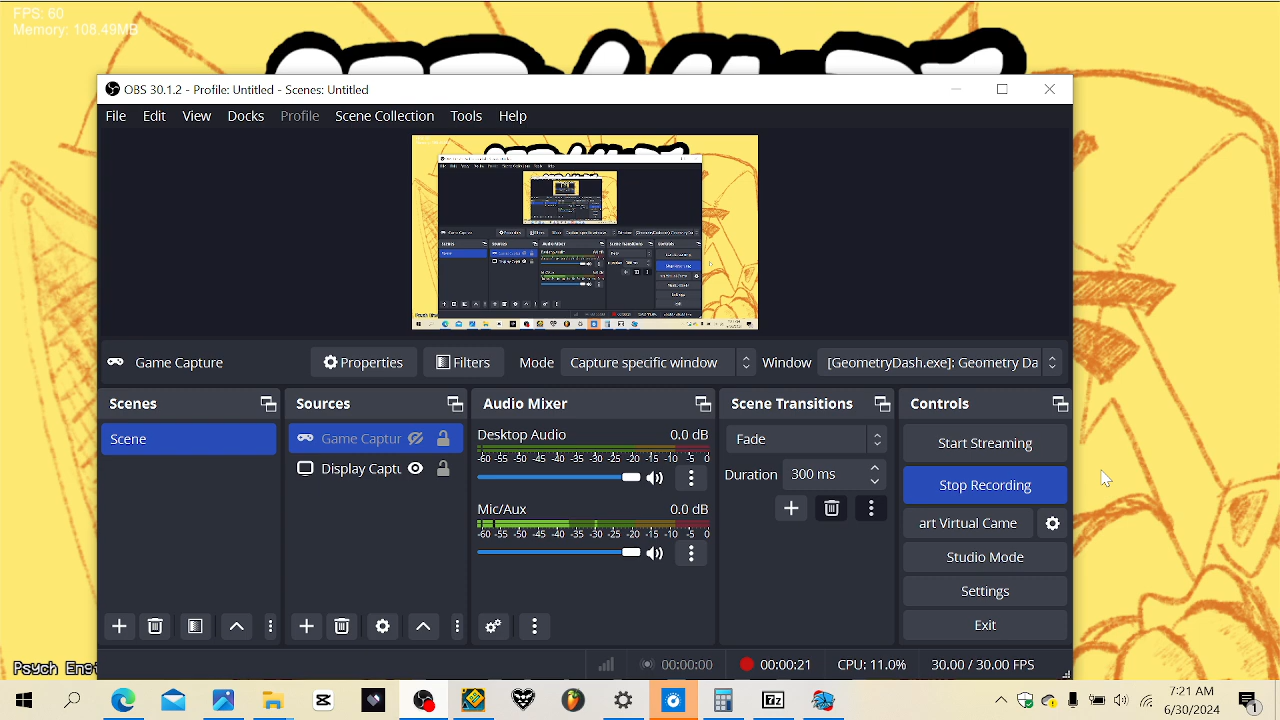 FPS: 60
Memory: 108.49MB
OBS 30.1.2 - Profile: Untitled - Scenes: Untitled
File Edit View Docks Profile Scene Collection Tools Help
Game Capture Properties Filters Mode Capture specific window Window [GeometryDash.exe]: Geometry Da
Scenes Sources Audio Mixer Scene Transitions Controls
Scene
Game Captur
Display Captu
Desktop Audio 0.0 dB
-60 -55 -50 -45 -40 -35 -30 -25 -20 -15 -10 -5 0
Mic/Aux 0.0 dB
-60 -55 -50 -45 -40 -35 -30 -25 -20 -15 -10 -5 0
Fade
Duration 300 ms
Start Streaming
Stop Recording
art Virtual Came
Studio Mode
Settings
Exit
00:00:00 00:00:21 CPU: 11.0% 30.00 / 30.00 FPS
Psych Engi
7:21 AM
6/30/2024
1